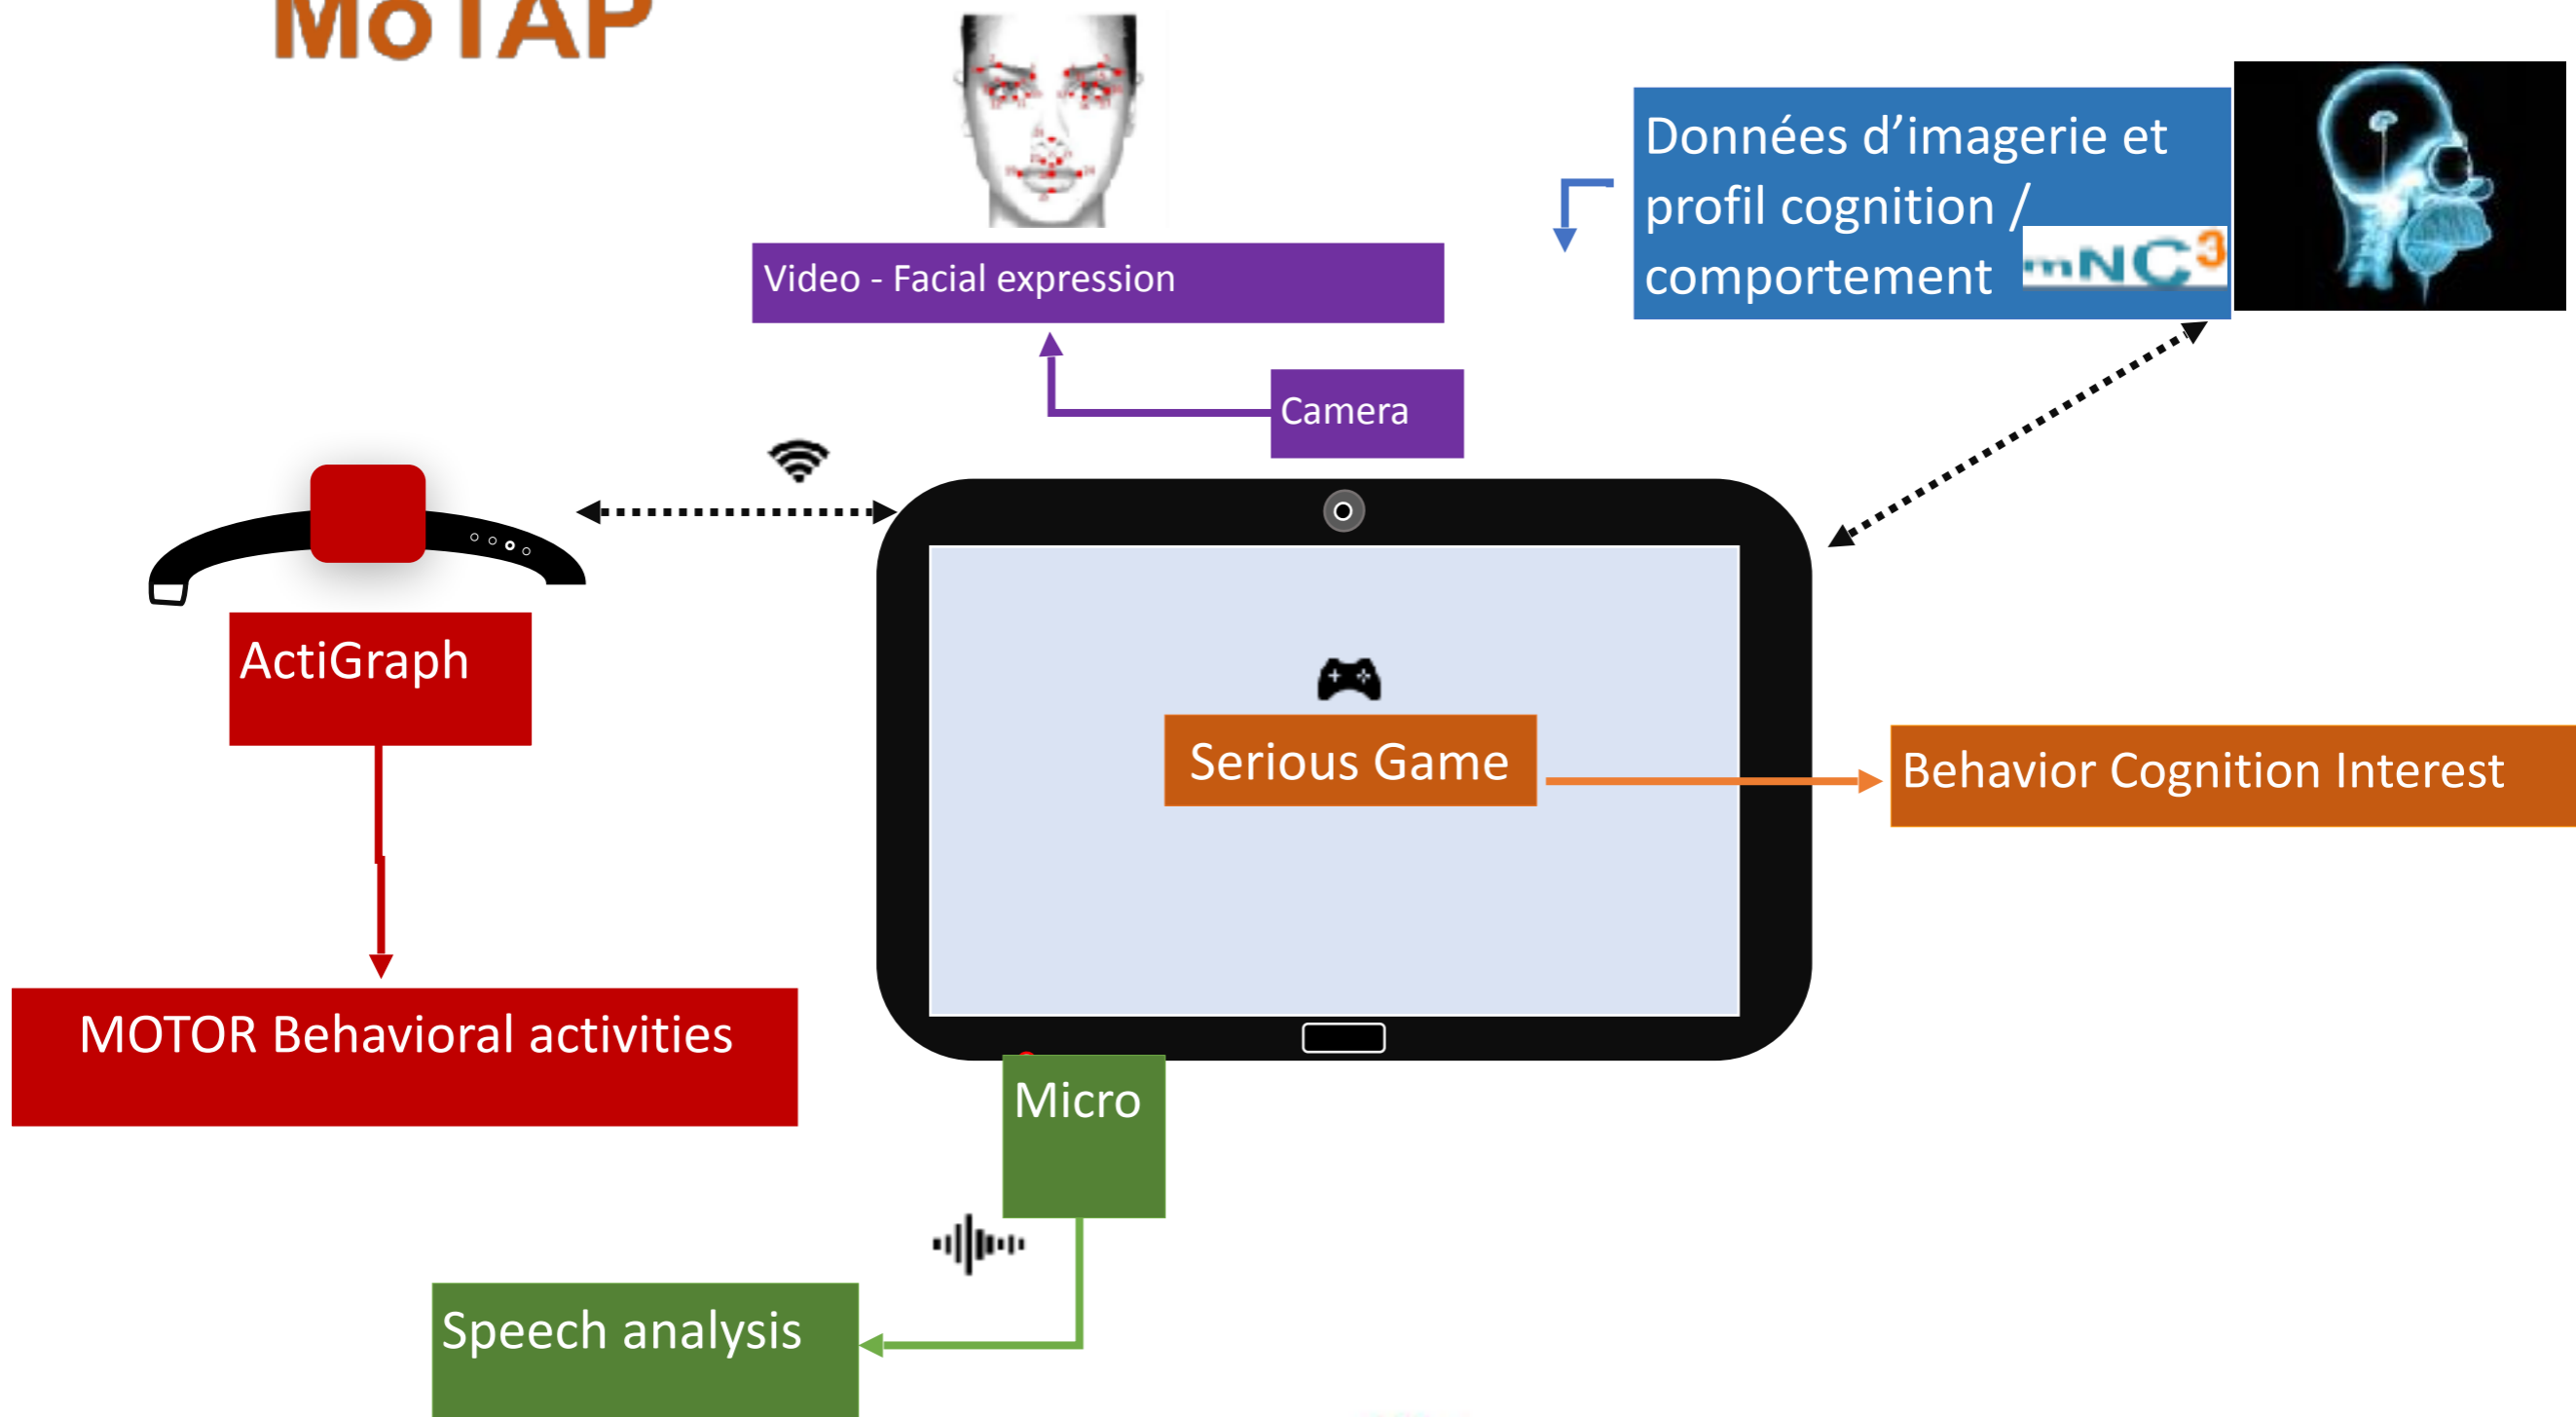 MoTAP
Données d’imagerie et
profil cognition /
comportement mNC3
Video - Facial expression
Camera
ActiGraph
Serious Game
Behavior Cognition Interest
MOTOR Behavioral activities
Micro
Speech analysis